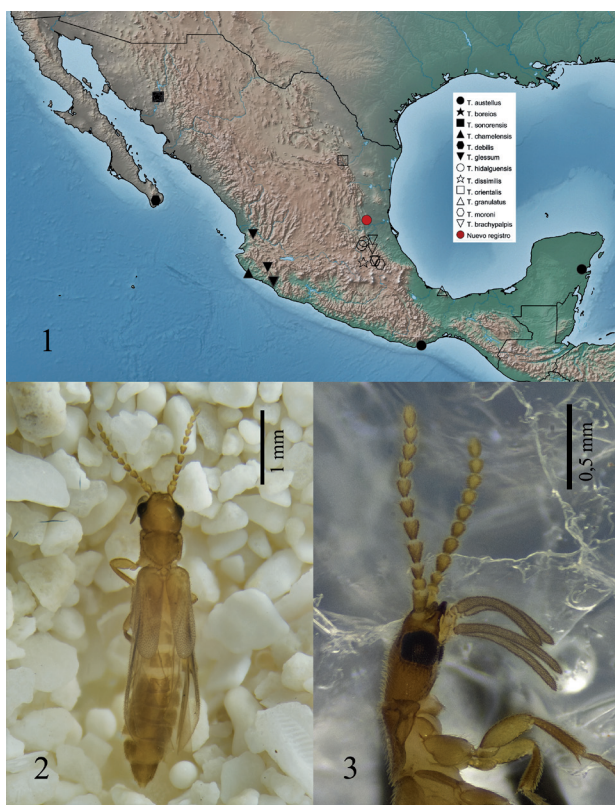 T. austellus
T. boreios
T. sonorensis
T. chamelensis
T. debilis
T. glessum
T. hidalguensis
T. dissimilis
T. orientalis
T. granulatus
T. moroni
T. brachypalpis
Nuevo registro
1
1 mm
2
0,5 mm
3